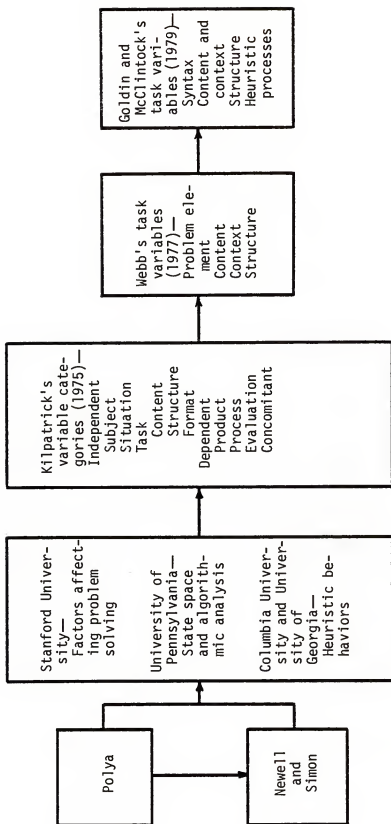 Polya
Newell
and
Simon
Stanford Univer-
sity—
Factors affect-
ing problem
solving
University of
Pennsylvania—
State space
and algorith-
mic analysis
Columbia Univer-
sity and Univer-
sity of
Georgia—
Heuristic be-
haviors
Kilpatrick's
variable cate-
gories (1975)—
Independent
Subject
Situation
Task
Content
Structure
Format
Dependent
Product
Process
Evaluation
Concomitant
Webb's task
variables
(1977)—
Problem ele-
ment
Content
Context
Structure
Goldin and
McClintock's
task vari-
ables (1979)—
Syntax
Content and
context
Structure
Heuristic
processes